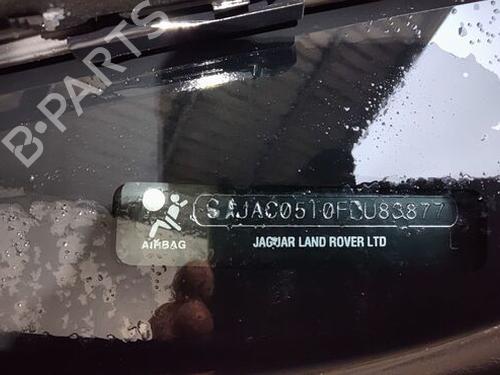 B-PARTS
SAJAC0510FDU83877
AIRBAG
JAGUAR LAND ROVER LTD